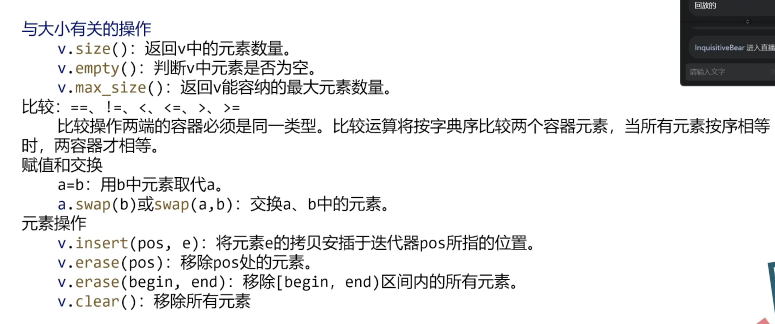 回放的
InquisitiveBear 进入直播
请输入文字
与大小有关的操作
v.size(): 返回v中的元素数量。
v.empty(): 判断v中元素是否为空。
v.max_size(): 返回v能容纳的最大元素数量。
比较: ==、!=、<、<=、>、>=
比较操作两端的容器必须是同一类型。比较运算将按字典序比较两个容器元素，当所有元素按序相等
时，两容器才相等。
赋值和交换
a=b: 用b中元素取代a。
a.swap(b)或swap(a,b): 交换a、b中的元素。
元素操作
v.insert(pos, e): 将元素e的拷贝安插于迭代器pos所指的位置。
v.erase(pos): 移除pos处的元素。
v.erase(begin, end): 移除[begin, end)区间内的所有元素。
v.clear(): 移除所有元素